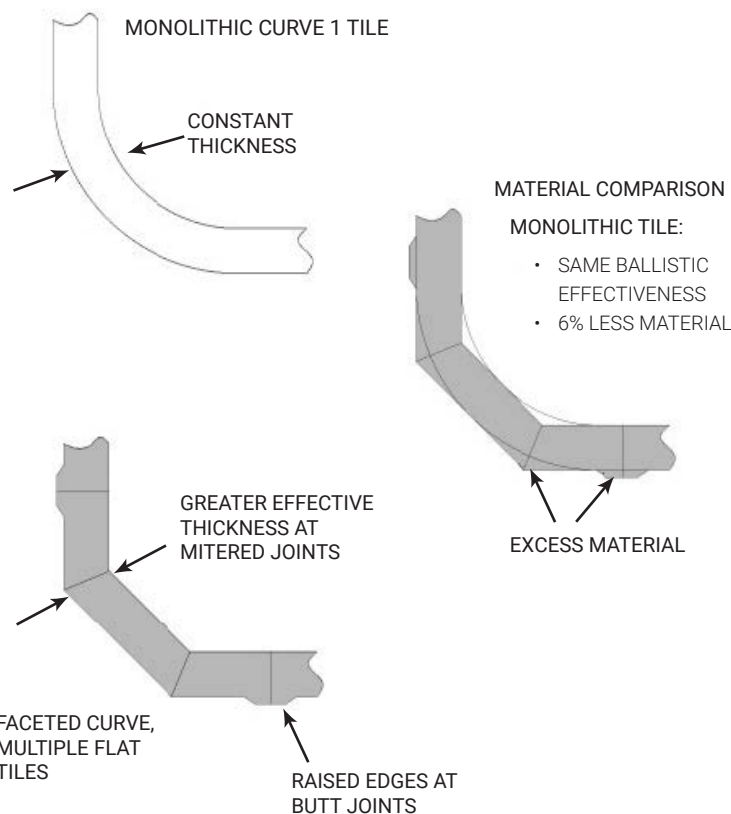 MONOLITHIC CURVE 1 TILE
CONSTANT
THICKNESS
MATERIAL COMPARISON
MONOLITHIC TILE:
• SAME BALLISTIC
EFFECTIVENESS
• 6% LESS MATERIAL
EXCESS MATERIAL
GREATER EFFECTIVE
THICKNESS AT
MITERED JOINTS
FACETED CURVE,
MULTIPLE FLAT
TILES
RAISED EDGES AT
BUTT JOINTS